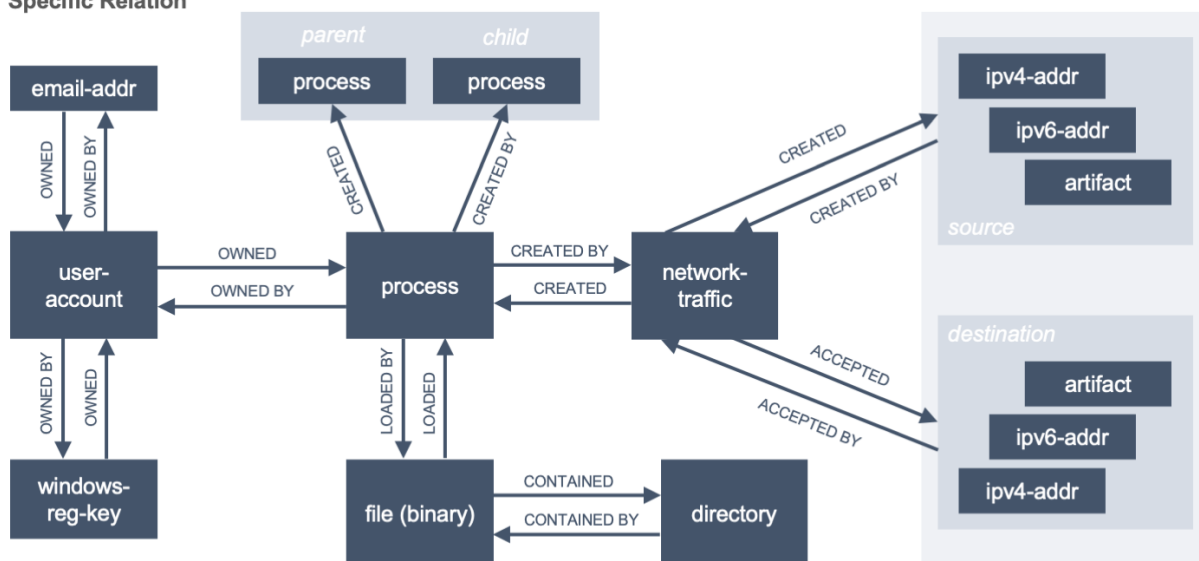 Specific Relation
parent
child
process
process
email-addr
ipv4-addr
ipv6-addr
artifact
source
OWNED
OWNED BY
CREATED
CREATED BY
CREATED
CREATED BY
user-
account
OWNED
OWNED BY
process
CREATED BY
CREATED
network-
traffic
OWNED BY
OWNED
LOADED BY
LOADED
ACCEPTED
ACCEPTED BY
destination
artifact
ipv6-addr
ipv4-addr
windows-
reg-key
file (binary)
CONTAINED
CONTAINED BY
directory